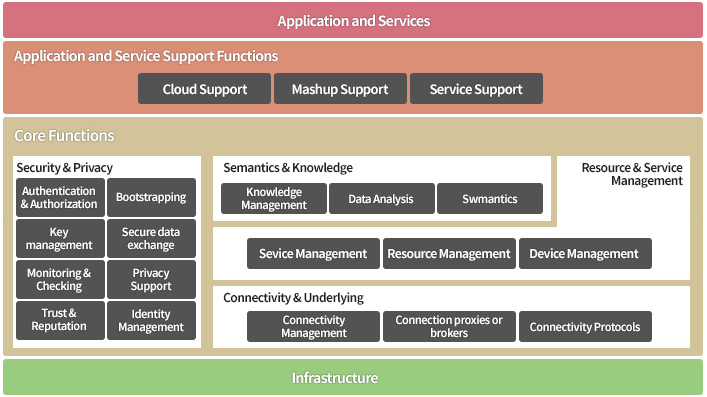 Application and Services
Application and Service Support Functions
Cloud Support
Mashup Support
Service Support
Core Functions
Security & Privacy
Authentication
& Authorization
Bootstrapping
Key
management
Secure data
exchange
Monitoring &
Checking
Privacy
Support
Trust &
Reputation
Identity
Management
Semantics & Knowledge
Knowledge
Management
Data Analysis
Swmantics
Resource & Service
Management
Sevice Management
Resource Management
Device Management
Connectivity & Underlying
Connectivity
Management
Connection proxies or
brokers
Connectivity Protocols
Infrastructure